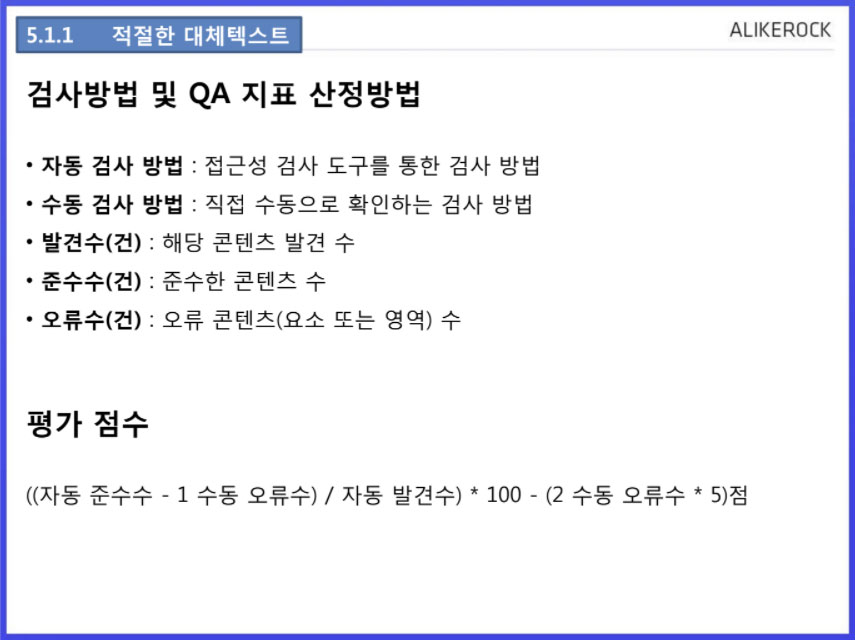 5.1.1 적절한 대체텍스트
ALIKEROCK
검사방법 및 QA 지표 산정방법
• 자동 검사 방법 : 접근성 검사 도구를 통한 검사 방법
• 수동 검사 방법 : 직접 수동으로 확인하는 검사 방법
• 발견수(건) : 해당 콘텐츠 발견 수
• 준수수(건) : 준수한 콘텐츠 수
• 오류수(건) : 오류 콘텐츠(요소 또는 영역) 수
평가 점수
((자동 준수수 - 1 수동 오류수) / 자동 발견수) * 100 - (2 수동 오류수 * 5)점